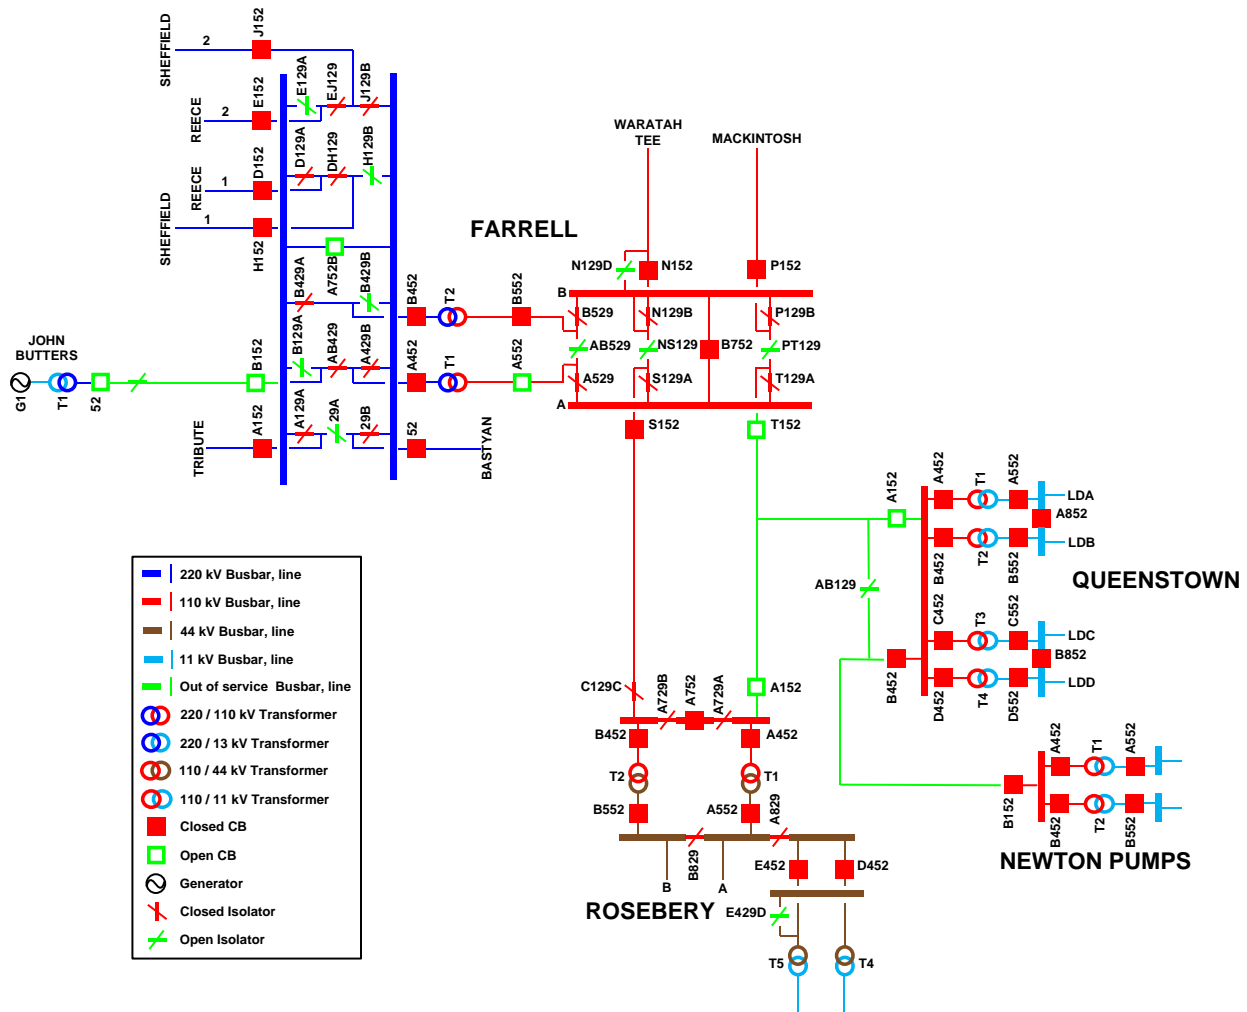 SHEFFIELD
2
J152
REECE
2
E152
E129A
EJ129
J129B
REECE
1
D152
D129A
DH129
H129B
SHEFFIELD
1
H152
A752B
B429A
B429B
B452
T2
B552
FARRELL
WARATAH
TEE
MACKINTOSH
N129D
N152
P152
B
B529
N129B
P129B
AB529
NS129
B752
PT129
A529
S129A
T129A
A
S152
T152
JOHN
BUTTERS
G1
T1
52
B152
B129A
AB429
A429B
A452
T1
A552
TRIBUTE
A152
A129A
29A
29B
52
BASTYAN
A152
A452
T1
A552
LDA
A852
B452
T2
B552
LDB
QUEENSTOWN
AB129
C452
T3
C552
LDC
B852
B452
D452
T4
D552
LDD
C129C
A729B
A752
A729A
A152
B452
A452
T2
T1
B552
A552
A829
B829
B
A
E452
D452
ROSEBERY
E429D
T5
T4
B152
A452
T1
A552
B452
T2
B552
NEWTON PUMPS
220 kV Busbar, line
110 kV Busbar, line
44 kV Busbar, line
11 kV Busbar, line
Out of service Busbar, line
220 / 110 kV Transformer
220 / 13 kV Transformer
110 / 44 kV Transformer
110 / 11 kV Transformer
Closed CB
Open CB
Generator
Closed Isolator
Open Isolator